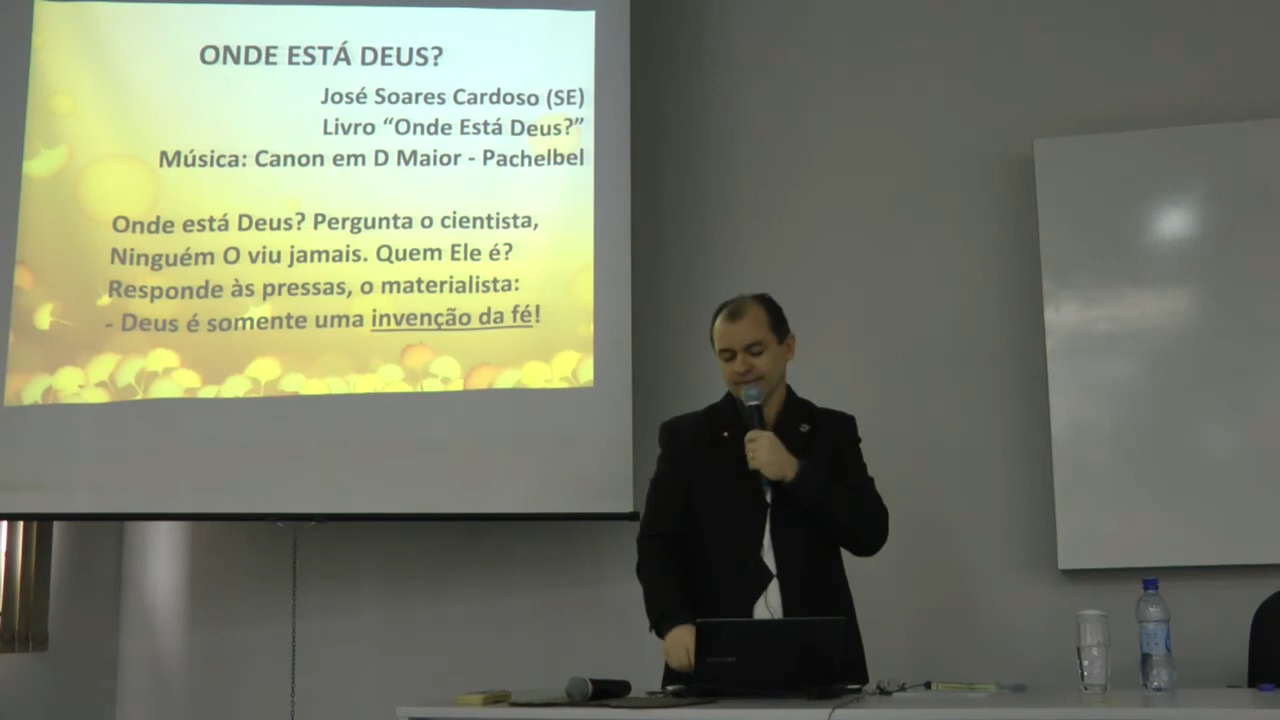 ONDE ESTÁ DEUS?
José Soares Cardoso (SE)
Livro “Onde Está Deus?”
Música: Canon em D Maior - Pachelbel
Onde está Deus? Pergunta o cientista,
Ninguém O viu jamais. Quem Ele é?
Responde às pressas, o materialista:
- Deus é somente uma invenção da fé!